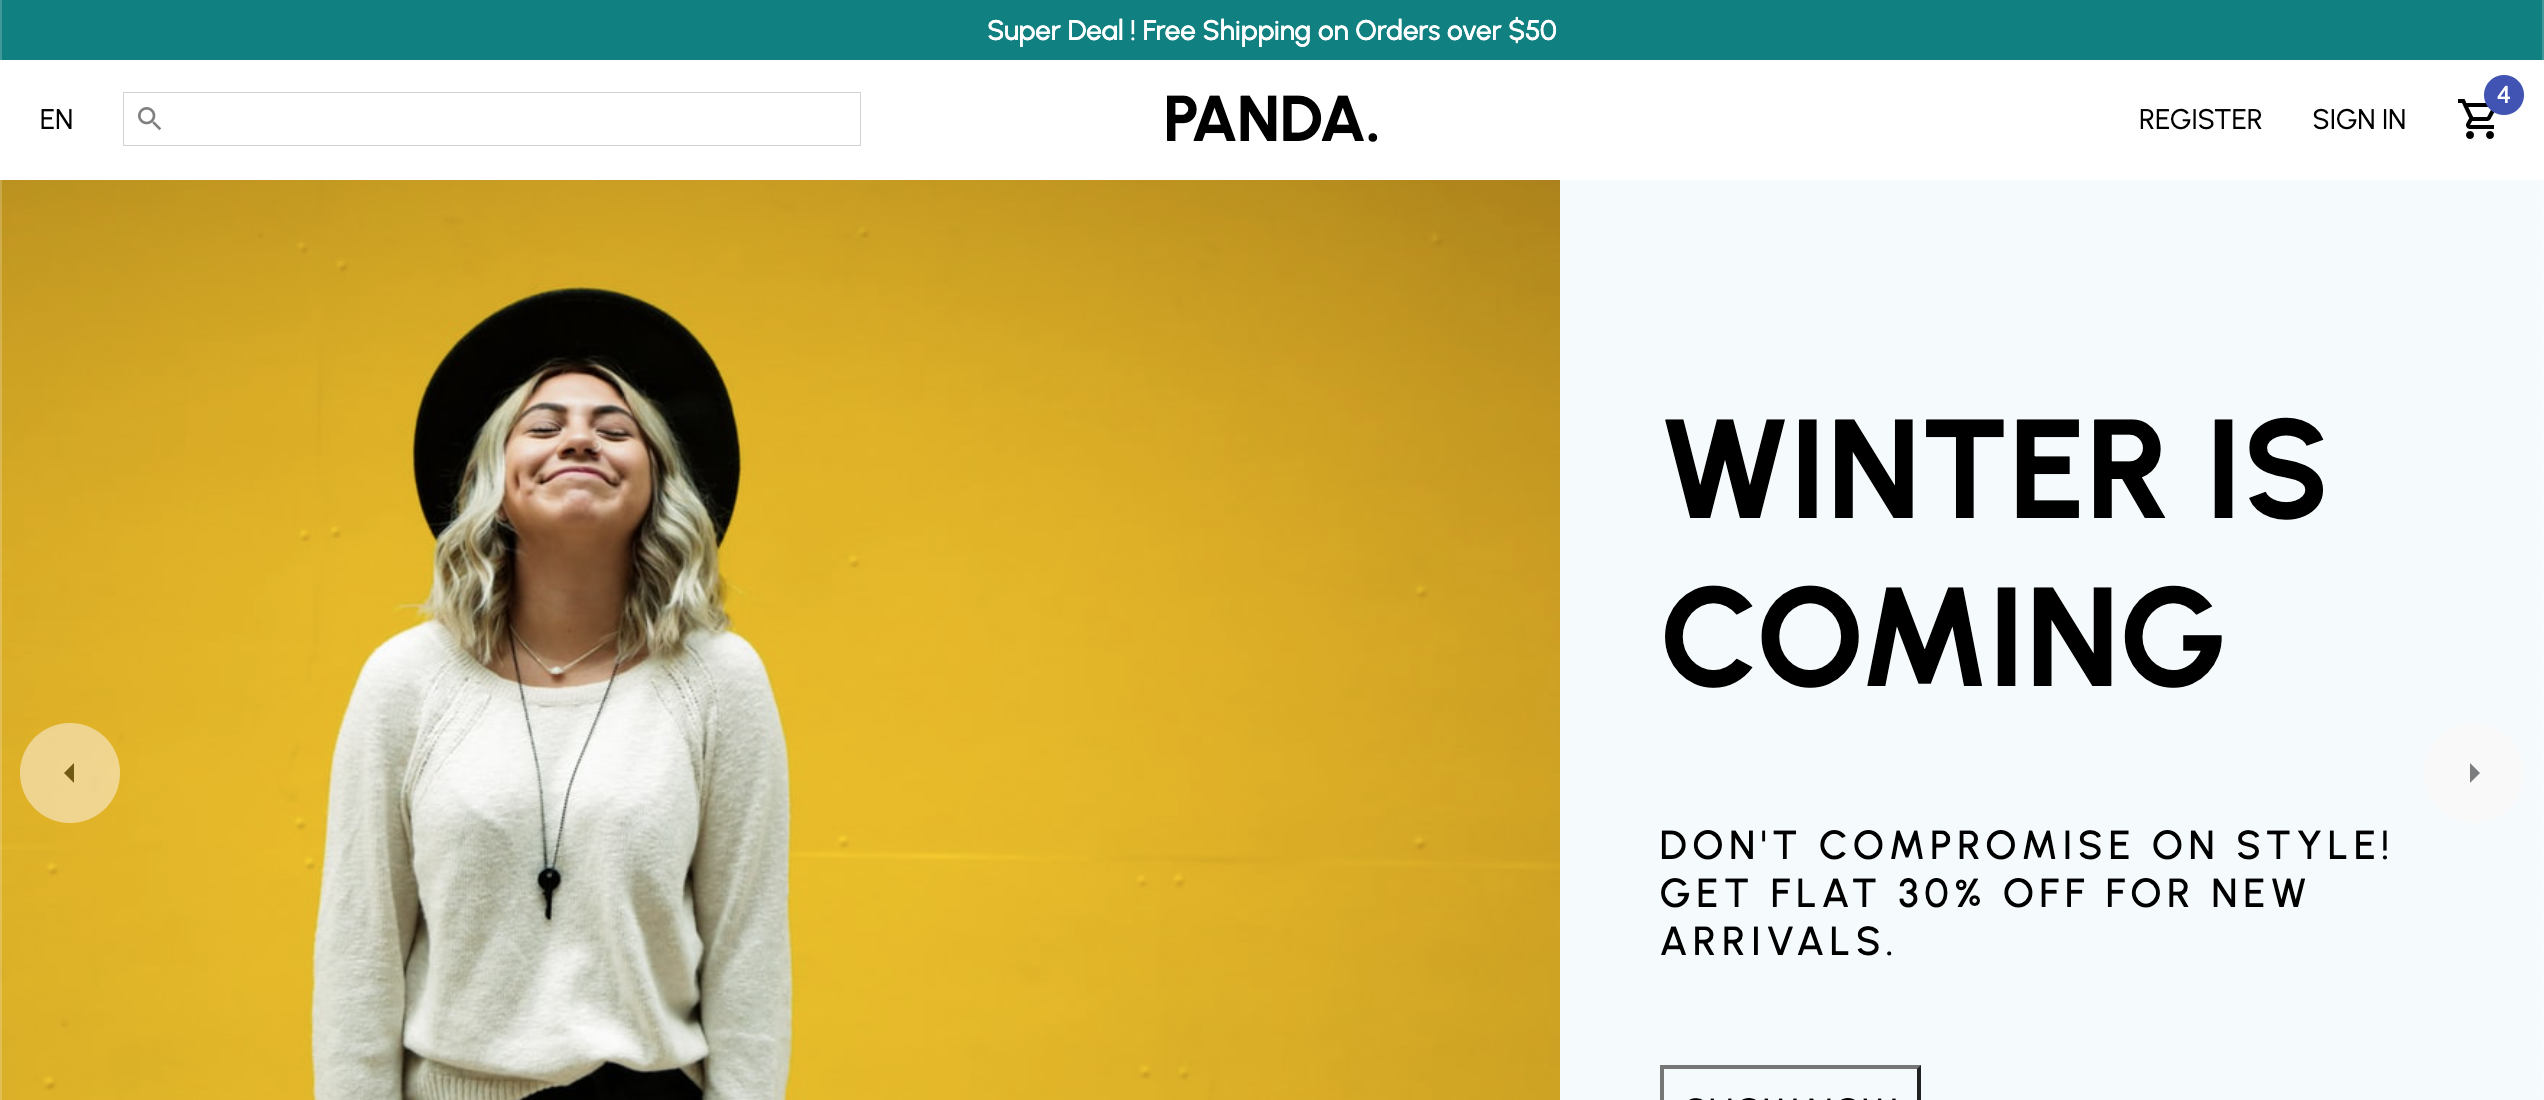 Super Deal ! Free Shipping on Orders over $50
EN
PANDA.
REGISTER
SIGN IN
4
WINTER IS
COMING
DON'T COMPROMISE ON STYLE!
GET FLAT 30% OFF FOR NEW
ARRIVALS.